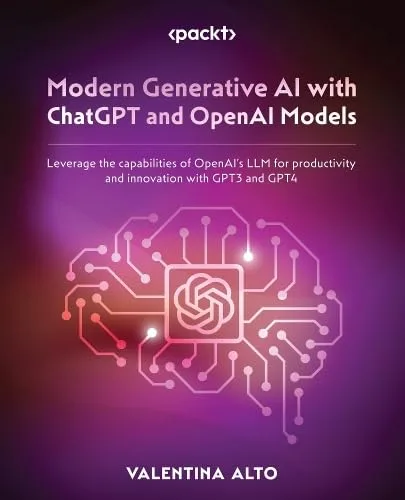 <packt>
Modern Generative AI with
ChatGPT and OpenAI Models
Leverage the capabilities of OpenAI's LLM for productivity
and innovation with GPT3 and GPT4
VALENTINA ALTO